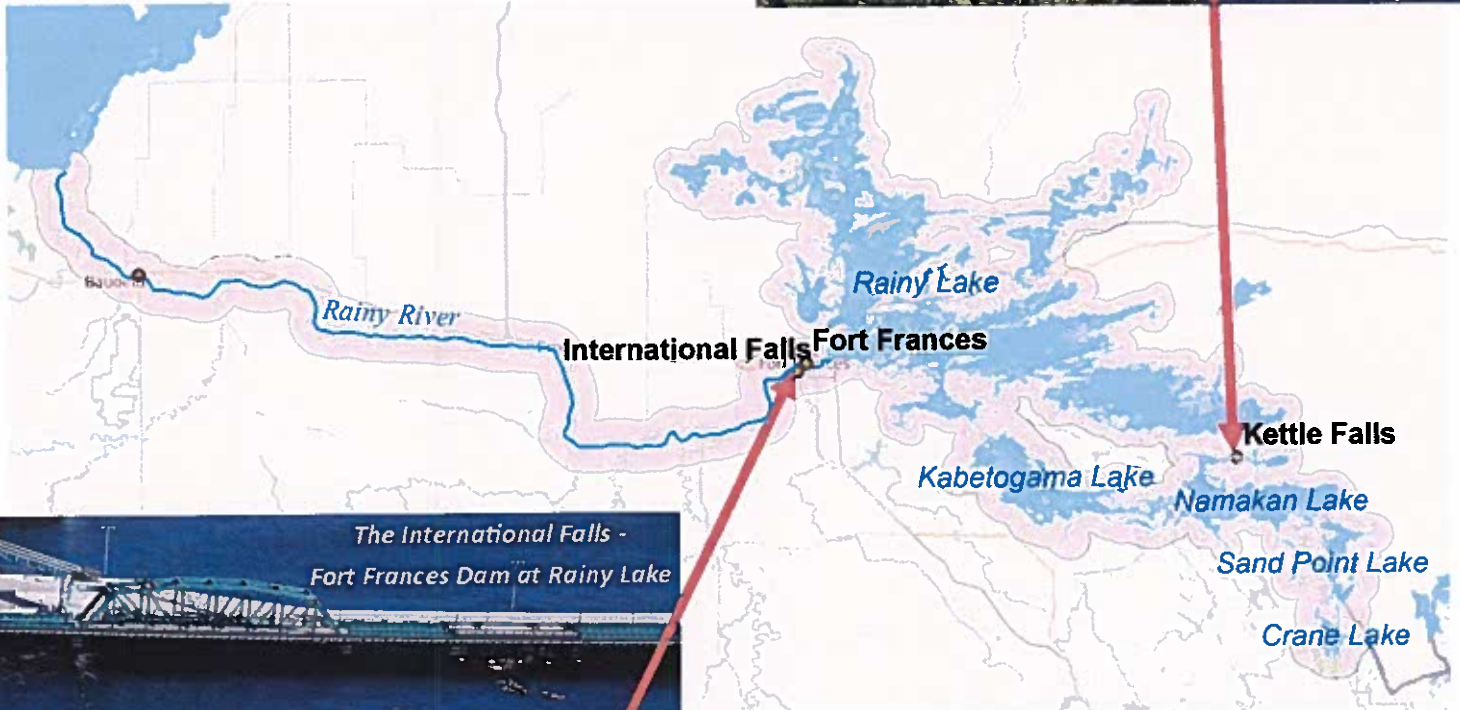 Rainy Lake
Rainy River
International Falls
Fort Frances
Kettle Falls
Kabetogama Lake
Namakan Lake
The International Falls -
Fort Frances Dam at Rainy Lake
Sand Point Lake
Crane Lake